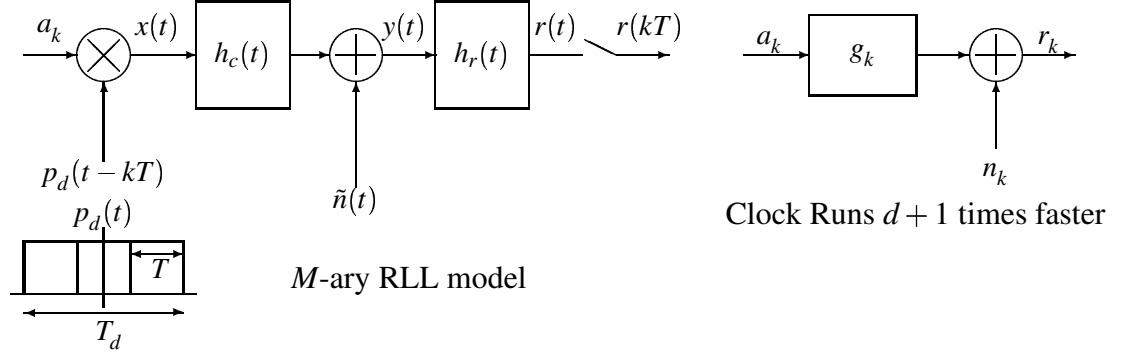 a_k x(t) h_c(t) y(t) h_r(t) r(t) r(kT)
p_d(t − kT) ñ(t)
p_d(t)
T
T_d
M-ary RLL model
a_k g_k r_k
n_k
Clock Runs d + 1 times faster